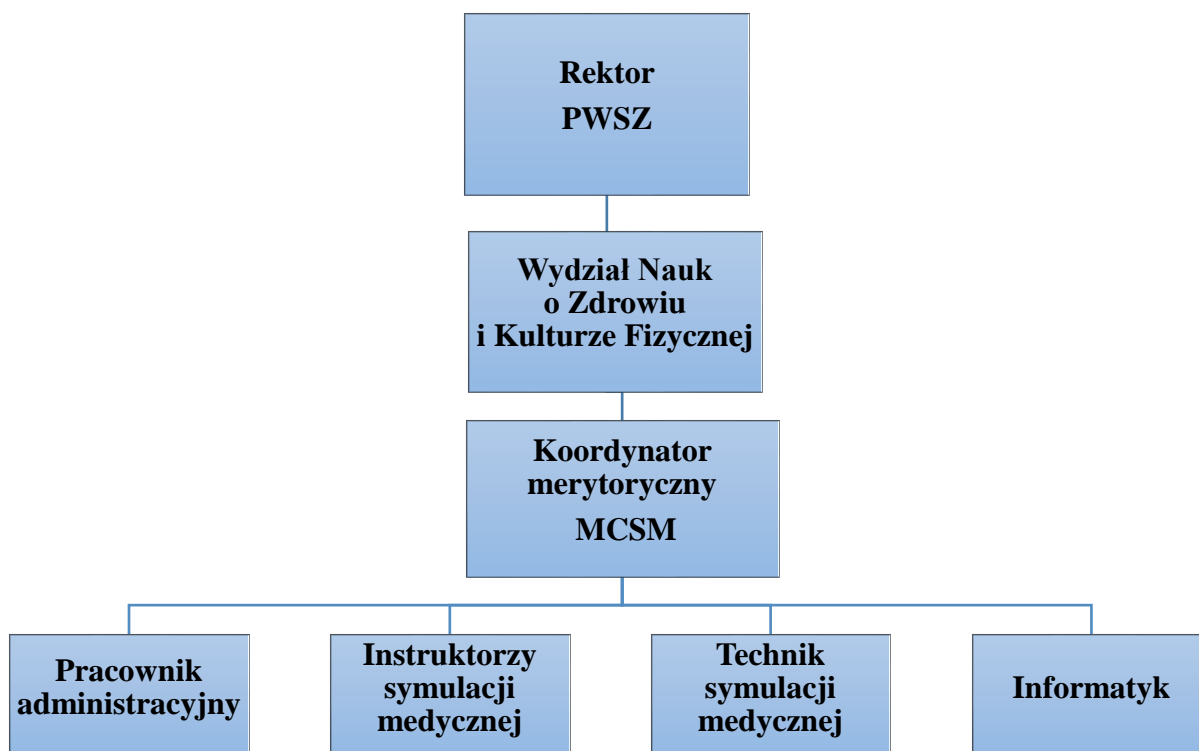 Rektor
PWSZ
Wydział Nauk
o Zdrowiu
i Kulturze Fizycznej
Koordynator
merytoryczny
MCSM
Pracownik
administracyjny
Instruktorzy
symulacji
medycznej
Technik
symulacji
medycznej
Informatyk